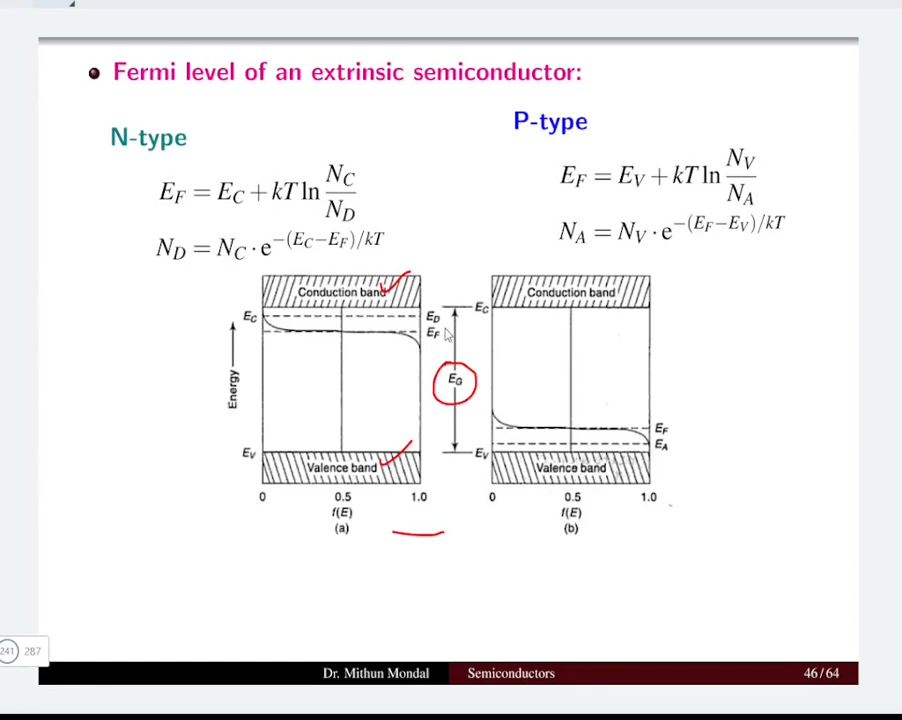 Fermi level of an extrinsic semiconductor:
N-type
E_F = E_C + kT ln N_C/N_D
N_D = N_C · e^{-(E_C-E_F)/kT}
P-type
E_F = E_V + kT ln N_V/N_A
N_A = N_V · e^{-(E_F-E_V)/kT}
Conduction band
E_C
E_D
E_F
Energy
E_G
E_V
Valence band
0 0.5 1.0
f(E)
(a)
Conduction band
E_C
E_F
E_A
E_V
Valence band
0 0.5 1.0
f(E)
(b)
241 287
Dr. Mithun Mondal Semiconductors 46/64